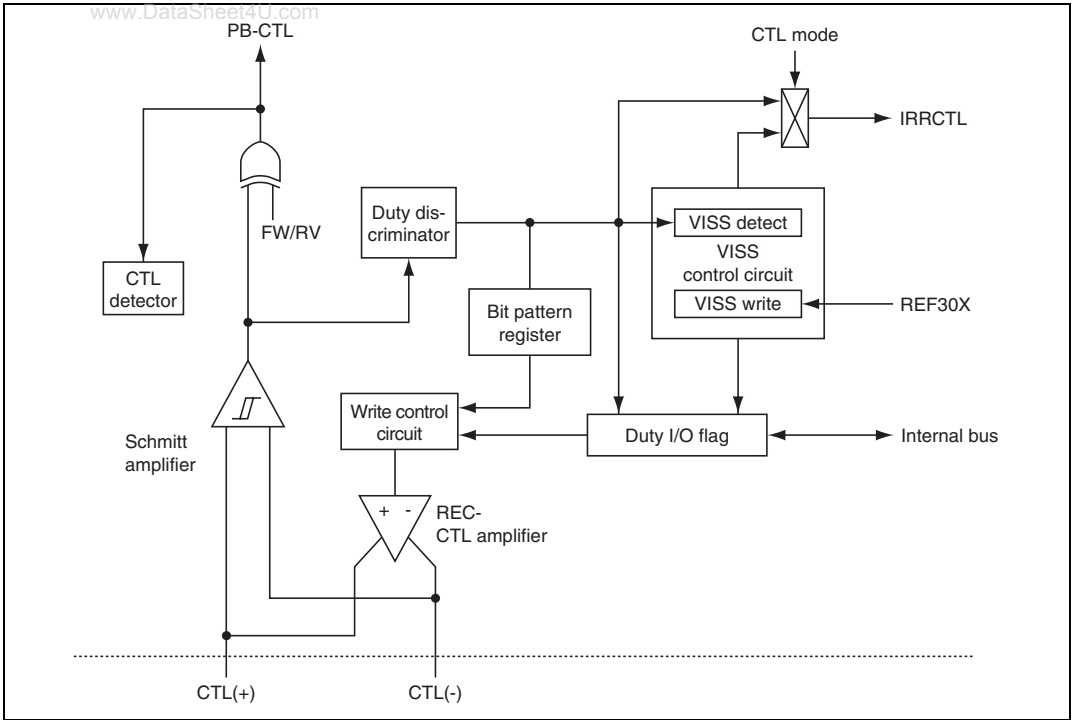 www.DataSheet4U.com
PB-CTL
CTL mode
IRRCTL
FW/RV
Duty dis-
criminator
VISS detect
VISS
control circuit
VISS write
REF30X
CTL
detector
Bit pattern
register
Write control
circuit
Duty I/O flag
Internal bus
Schmitt
amplifier
+ -
REC-
CTL amplifier
CTL(+)
CTL(-)